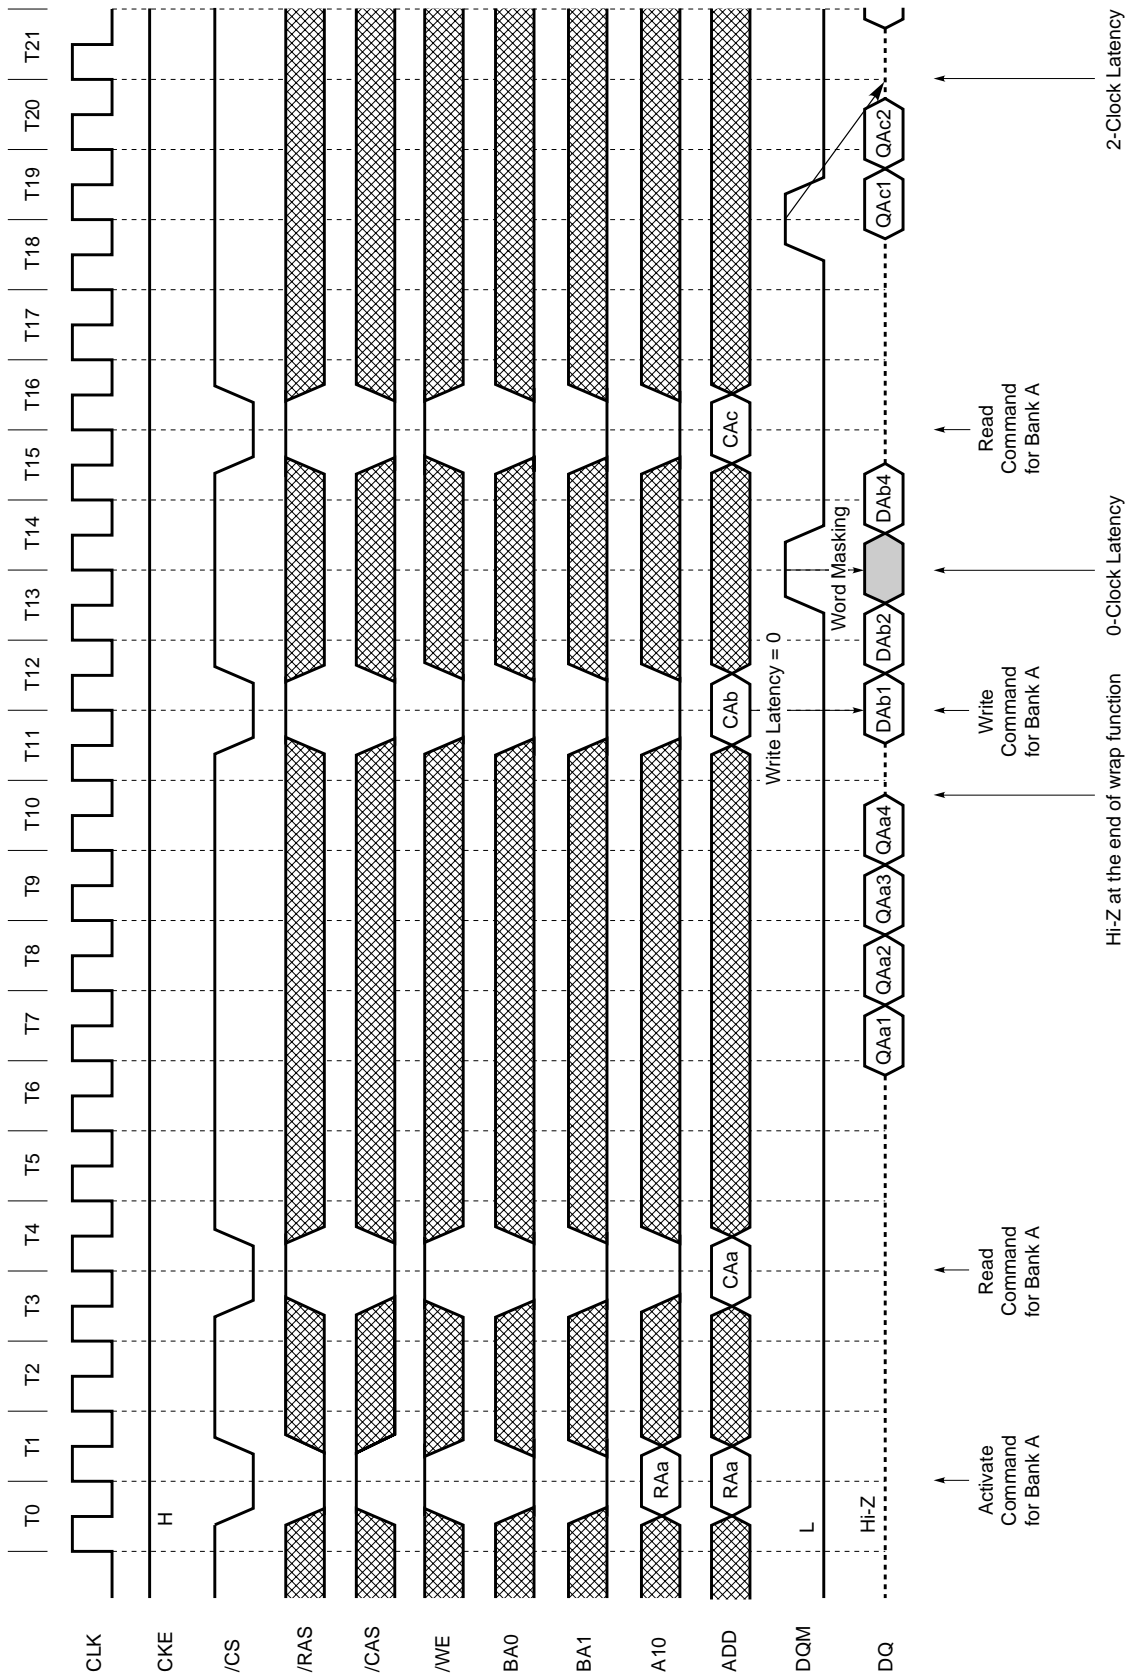 T0 T1 T2 T3 T4 T5 T6 T7 T8 T9 T10 T11 T12 T13 T14 T15 T16 T17 T18 T19 T20 T21
CLK
CKE
H
/CS
/RAS
/CAS
/WE
BA0
BA1
A10
RAa
ADD
RAa CAa CAb CAc
Write Latency = 0
DQM
L
Word Masking
DQ
Hi-Z
QAa1 QAa2 QAa3 QAa4 DAb1 DAb2 DAb4 QAc1 QAc2
Activate
Command
for Bank A
Read
Command
for Bank A
Write
Command
for Bank A
Read
Command
for Bank A
Hi-Z at the end of wrap function
0-Clock Latency
2-Clock Latency